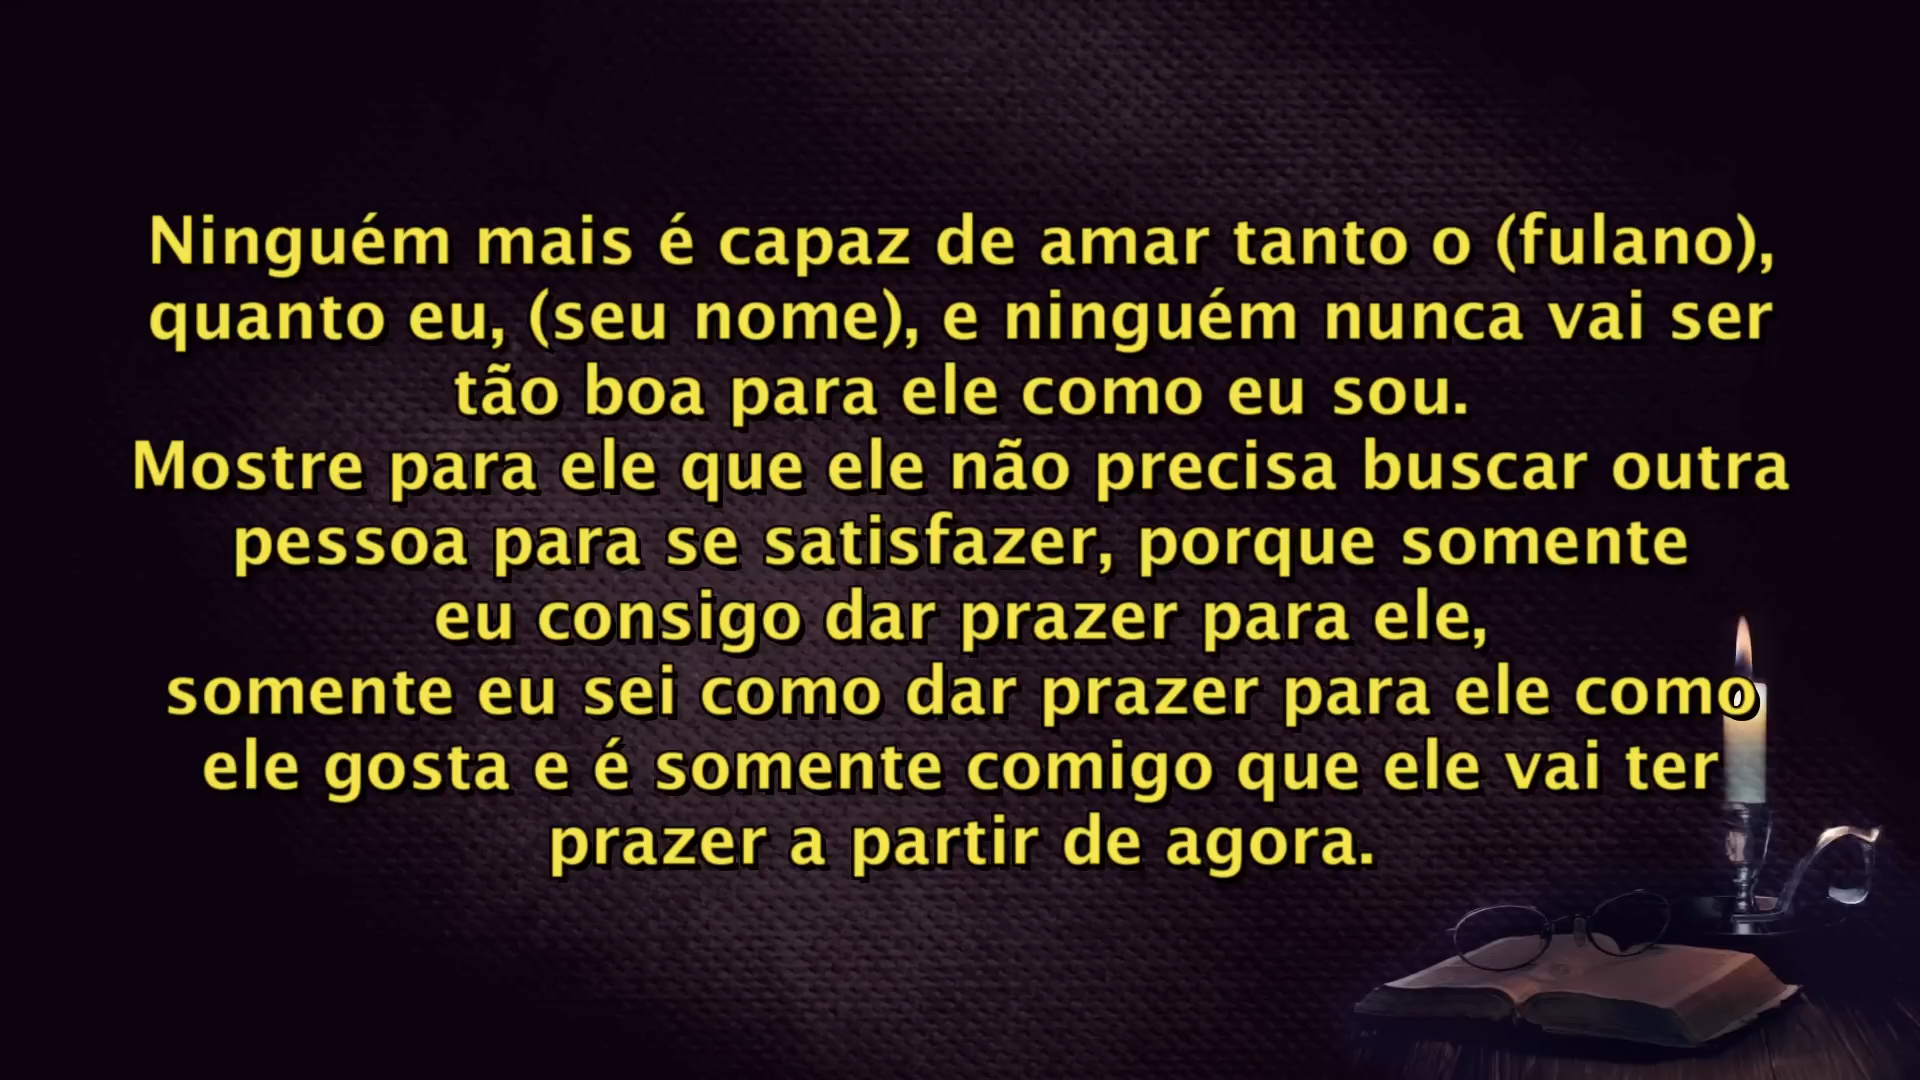 Ninguém mais é capaz de amar tanto o (fulano),
quanto eu, (seu nome), e ninguém nunca vai ser
tão boa para ele como eu sou.
Mostre para ele que ele não precisa buscar outra
pessoa para se satisfazer, porque somente
eu consigo dar prazer para ele,
somente eu sei como dar prazer para ele como
ele gosta e é somente comigo que ele vai ter
prazer a partir de agora.